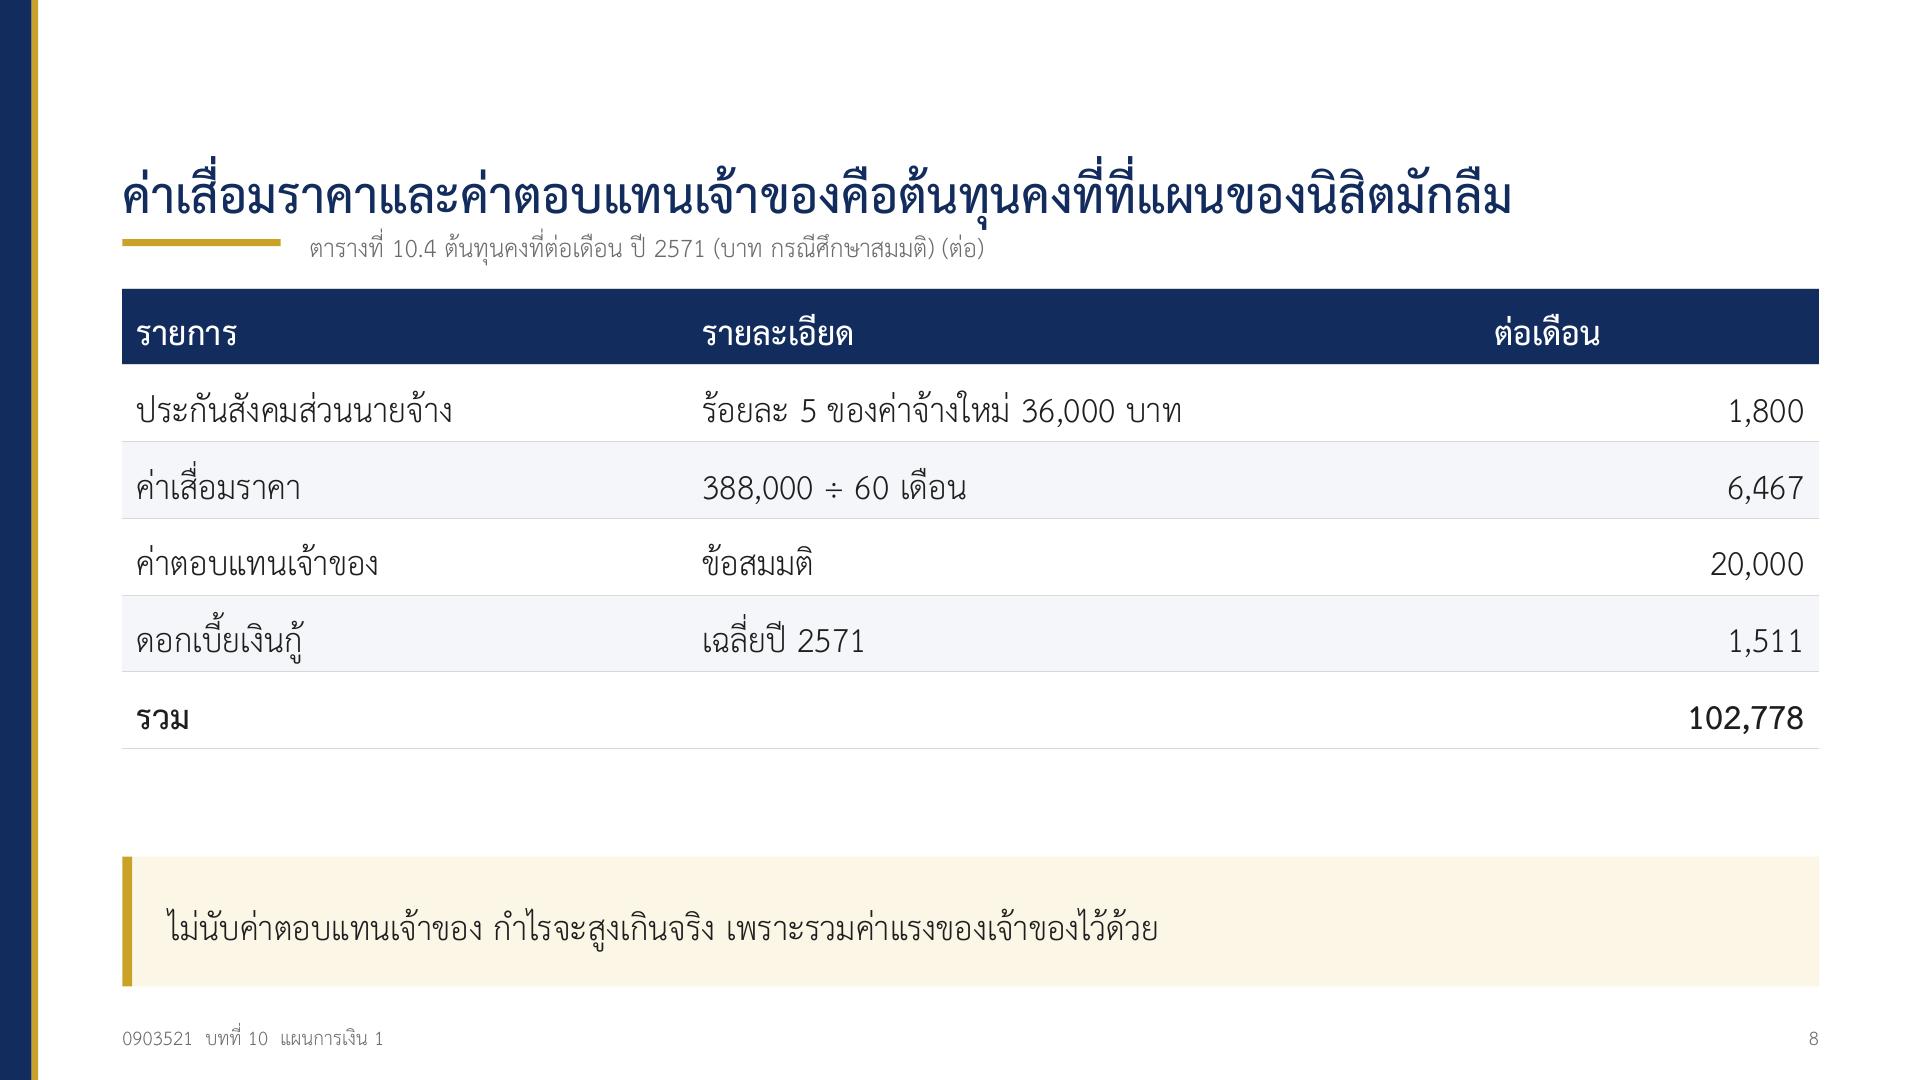 ค่าเสื่อมราคาและค่าตอบแทนเจ้าของคือต้นทุนคงที่ที่แผนของนิสิตมักลืม
ตารางที่ 10.4 ต้นทุนคงที่ต่อเดือน ปี 2571 (บาท กรณีศึกษาสมมติ) (ต่อ)
รายการ รายละเอียด ต่อเดือน
ประกันสังคมส่วนนายจ้าง ร้อยละ 5 ของค่าจ้างใหม่ 36,000 บาท 1,800
ค่าเสื่อมราคา 388,000 ÷ 60 เดือน 6,467
ค่าตอบแทนเจ้าของ ข้อสมมติ 20,000
ดอกเบี้ยเงินกู้ เฉลี่ยปี 2571 1,511
รวม 102,778
ไม่นับค่าตอบแทนเจ้าของ กำไรจะสูงเกินจริง เพราะรวมค่าแรงของเจ้าของไว้ด้วย
0903521 บทที่ 10 แผนการเงิน 1 8